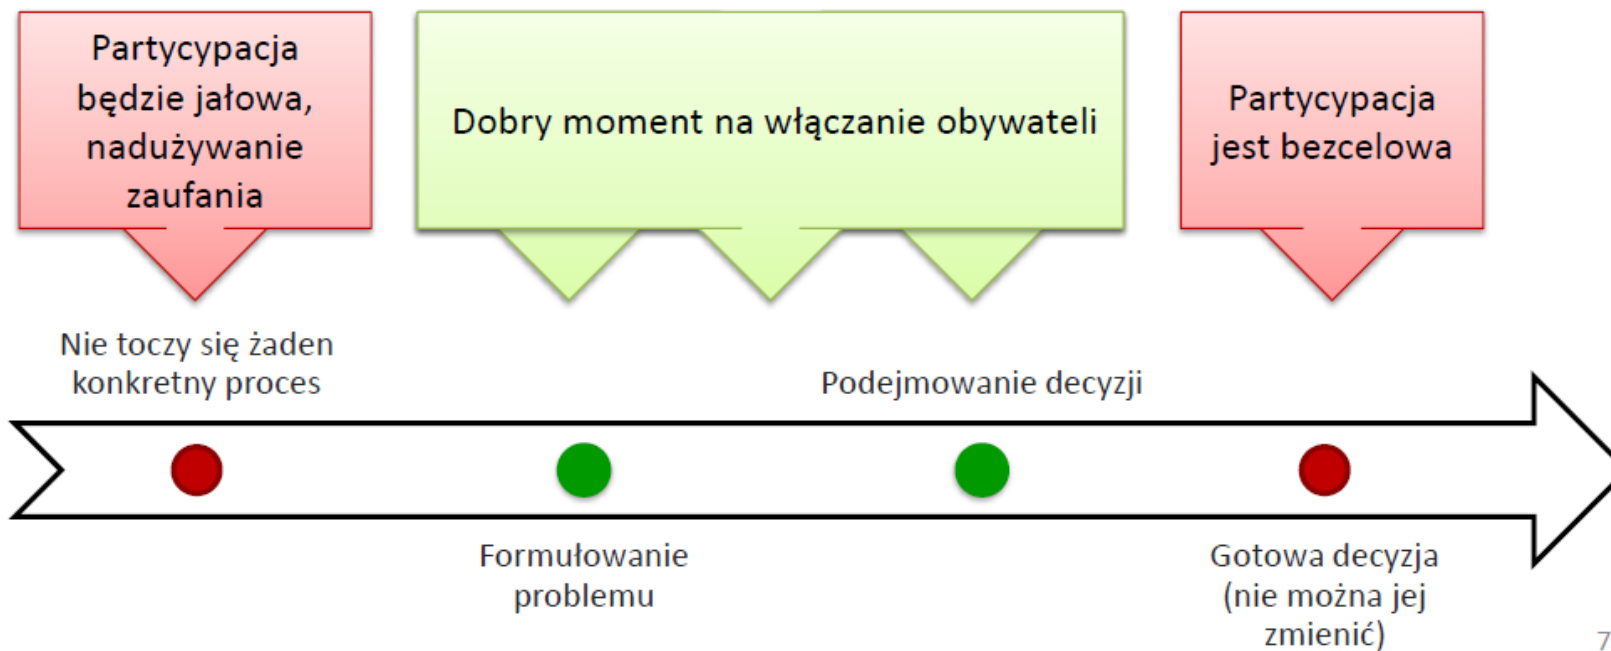 Partycypacja
będzie jałowa,
nadużywanie
zaufania
Dobry moment na włączanie obywateli
Partycypacja
jest bezcelowa
Nie toczy się żaden
konkretny proces
Podejmowanie decyzji
Formułowanie
problemu
Gotowa decyzja
(nie można jej
zmienić)
7